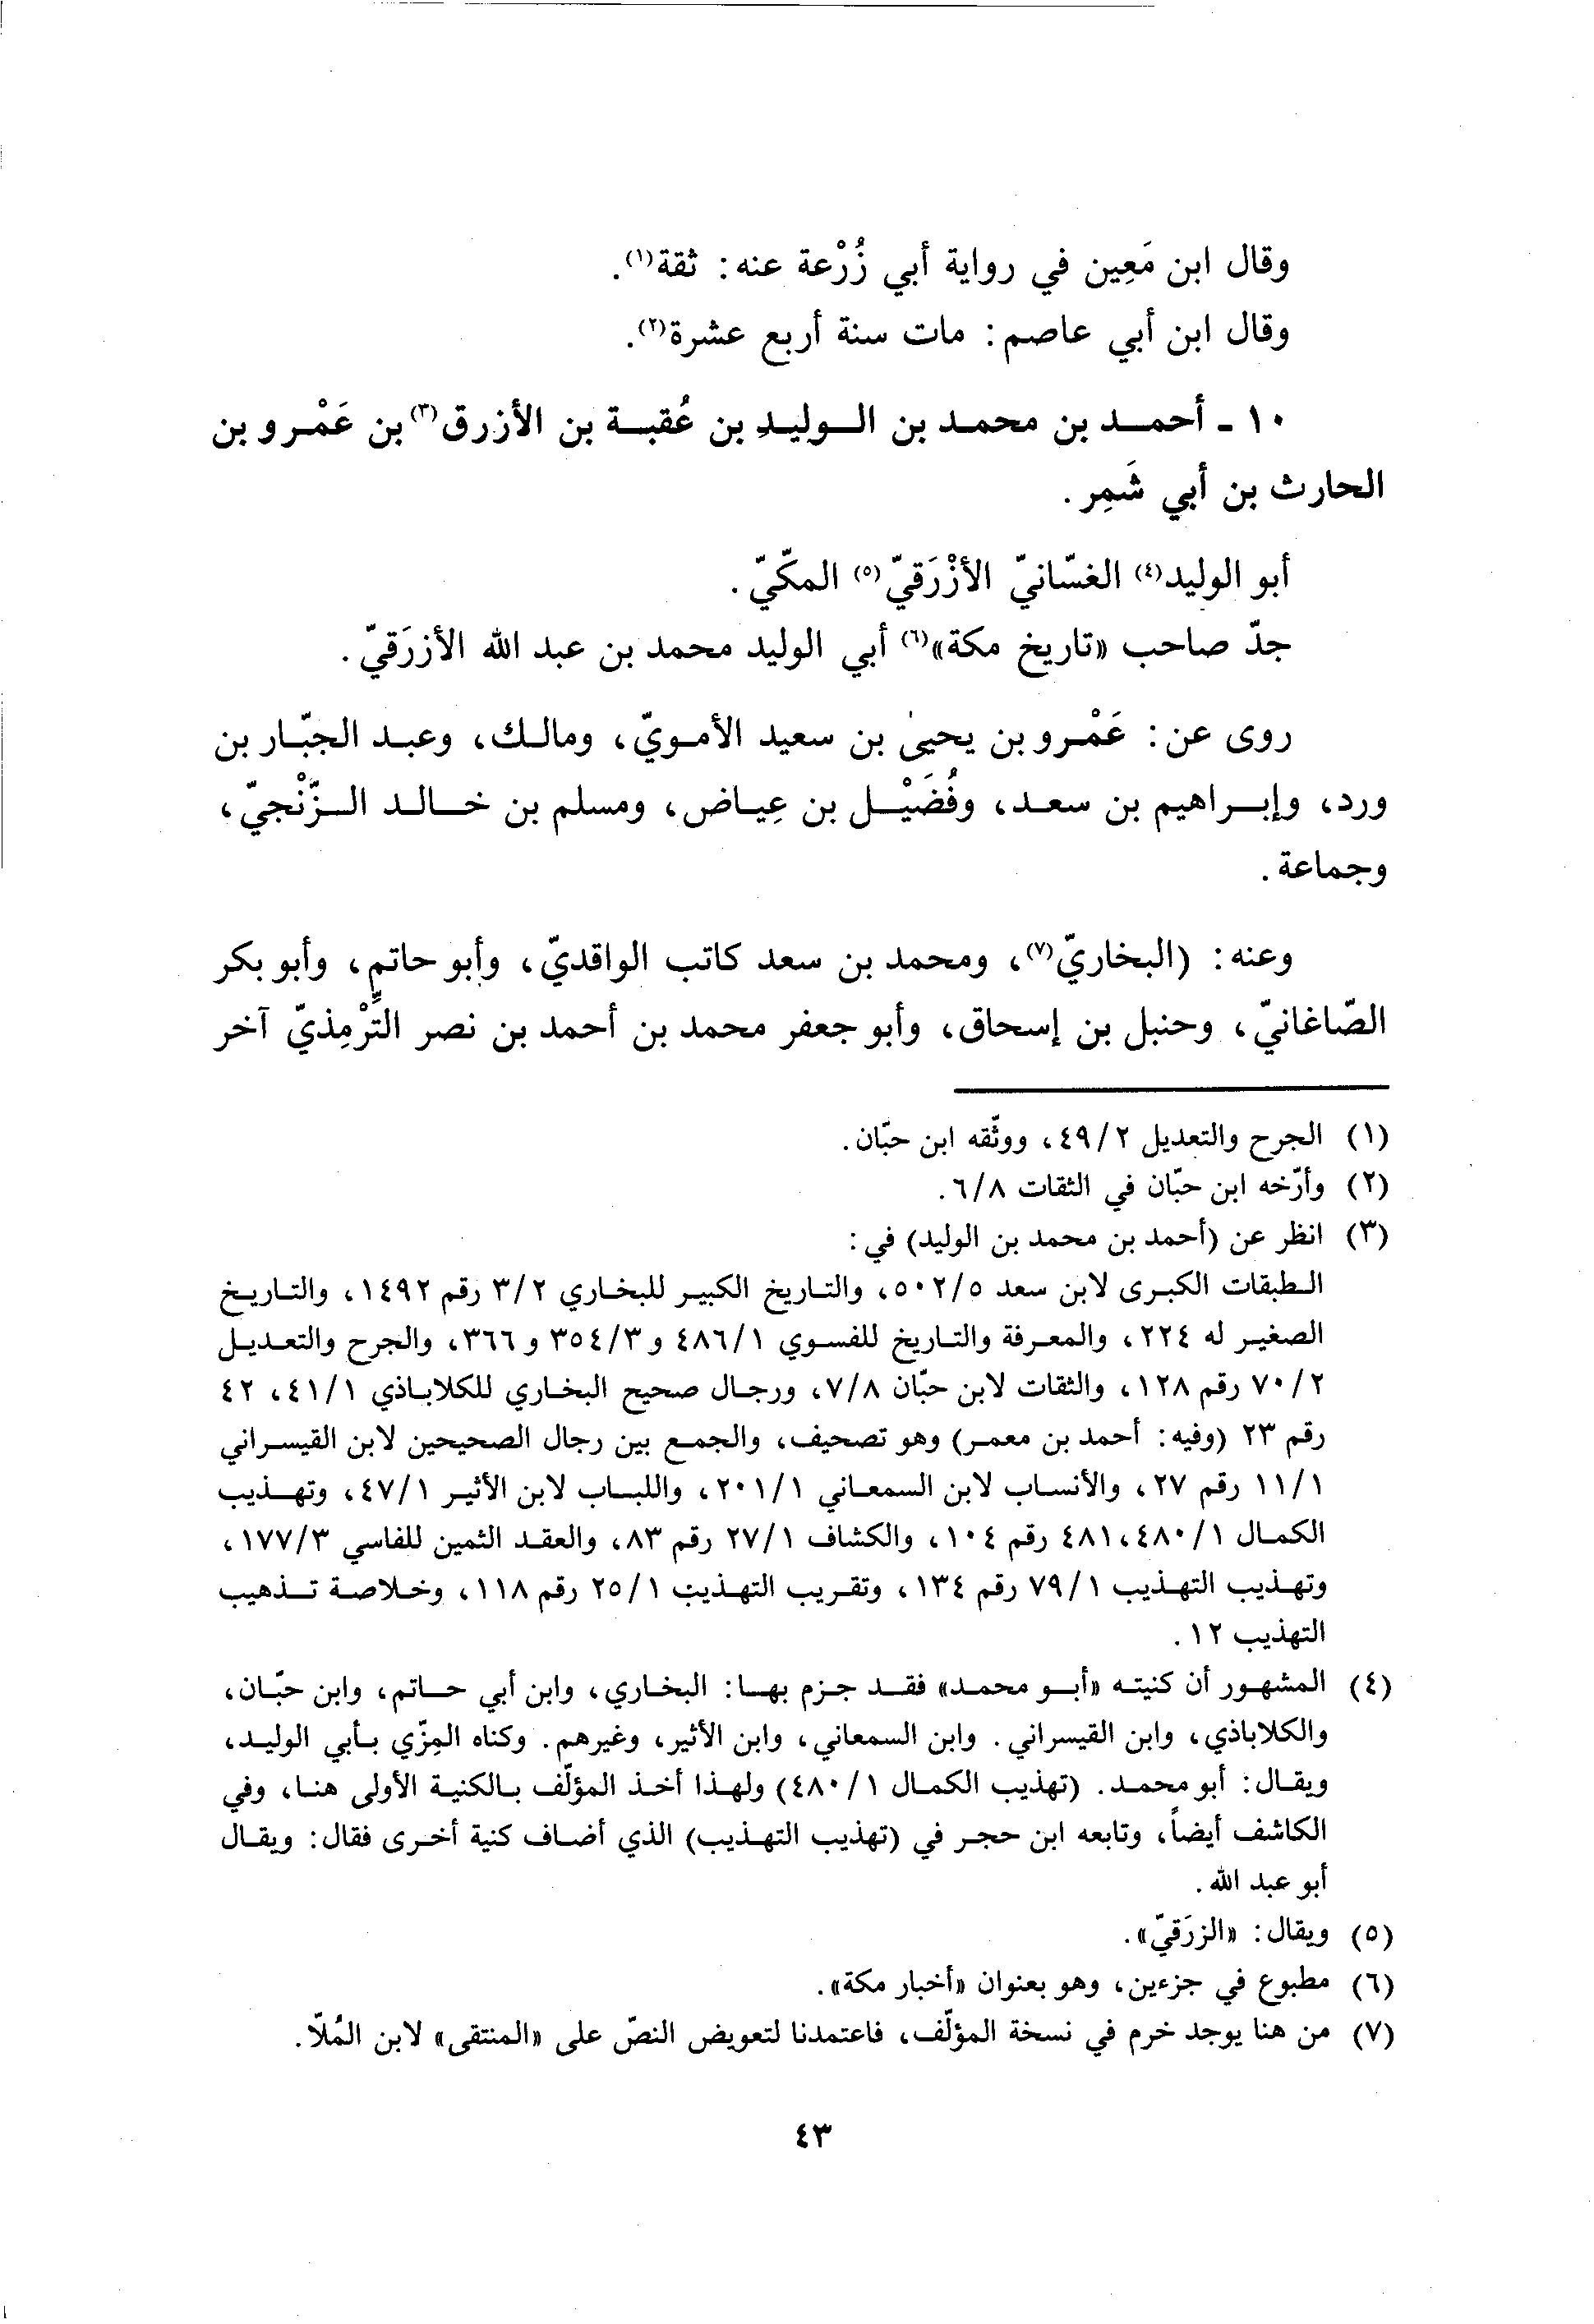 وقال ابن مَعِين في رواية أبي زُرْعة عنه: ثقة(١).
وقال ابن أبي عاصم: مات سنة أربع عشرة(٢).
١٠ - أحمد بن محمد بن الوليد بن عُقبة بن الأزرق(٣) بن عَمْرو بن
الحارث بن أبي شَمِر.
أبو الوليد(٤) الغسّانيّ الأزْرَقيّ(٥) المكّيّ.
جدّ صاحب «تاريخ مكة»(٦) أبي الوليد محمد بن عبد الله الأزرَقيّ.
روى عن: عَمْرو بن يحيىٰ بن سعيد الأمويّ، ومالك، وعبد الجبّار بن
ورد، وإبراهيم بن سعد، وفُضَيْل بن عِياض، ومسلم بن خالد الزّنْجيّ،
وجماعة.
وعنه: (البخاريّ(٧)، ومحمد بن سعد كاتب الواقديّ، وأبو حاتم، وأبو بكر
الصّاغانيّ، وحنبل بن إسحاق، وأبو جعفر محمد بن أحمد بن نصر التِّرْمِذيّ آخر
(١) الجرح والتعديل ٤٩/٢، ووثّقه ابن حبّان.
(٢) وأرّخه ابن حبّان في الثقات ٦/٨.
(٣) انظر عن (أحمد بن محمد بن الوليد) في:
الطبقات الكبرى لابن سعد ٥٠٢/٥، والتاريخ الكبير للبخاري ٣/٢ رقم ١٤٩٢، والتاريخ
الصغير له ٢٢٤، والمعرفة والتاريخ للفسوي ٤٨٦/١ و ٣٥٤/٣ و ٣٦٦، والجرح والتعديل
٧٠/٢ رقم ١٢٨، والثقات لابن حبّان ٧/٨، ورجال صحيح البخاري للكلاباذي ٤١/١، ٤٢
رقم ٢٣ (وفيه: أحمد بن معمر) وهو تصحيف، والجمع بين رجال الصحيحين لابن القيسراني
١١/١ رقم ٢٧، والأنساب لابن السمعاني ٢٠١/١، واللباب لابن الأثير ٤٧/١، وتهذيب
الكمال ٤٨٠/١، ٤٨١ رقم ١٠٤، والكشاف ٢٧/١ رقم ٨٣، والعقد الثمين للفاسي ١٧٧/٣،
وتهذيب التهذيب ٧٩/١ رقم ١٣٤، وتقريب التهذيب ٢٥/١ رقم ١١٨، وخلاصة تذهيب
التهذيب ١٢.
(٤) المشهور أن كنيته «أبو محمد» فقد جزم بها: البخاري، وابن أبي حاتم، وابن حبّان،
والكلاباذي، وابن القيسراني. وابن السمعاني، وابن الأثير، وغيرهم. وكناه المِزّي بأبي الوليد،
ويقال: أبو محمد. (تهذيب الكمال ٤٨٠/١) ولهذا أخذ المؤلّف بالكنية الأولى هنا، وفي
الكاشف أيضاً، وتابعه ابن حجر في (تهذيب التهذيب) الذي أضاف كنية أخرى فقال: ويقال
أبو عبد الله.
(٥) ويقال: «الزرَقيّ».
(٦) مطبوع في جزءين، وهو بعنوان «أخبار مكة».
(٧) من هنا يوجد خرم في نسخة المؤلّف، فاعتمدنا لتعويض النصّ على «المنتقى» لابن المُلّا.
٤٣